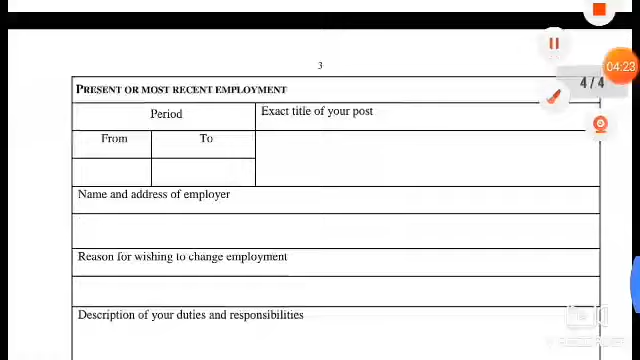 04:23
3
4 / 4
PRESENT OR MOST RECENT EMPLOYMENT
Period
Exact title of your post
From
To
Name and address of employer
Reason for wishing to change employment
Description of your duties and responsibilities